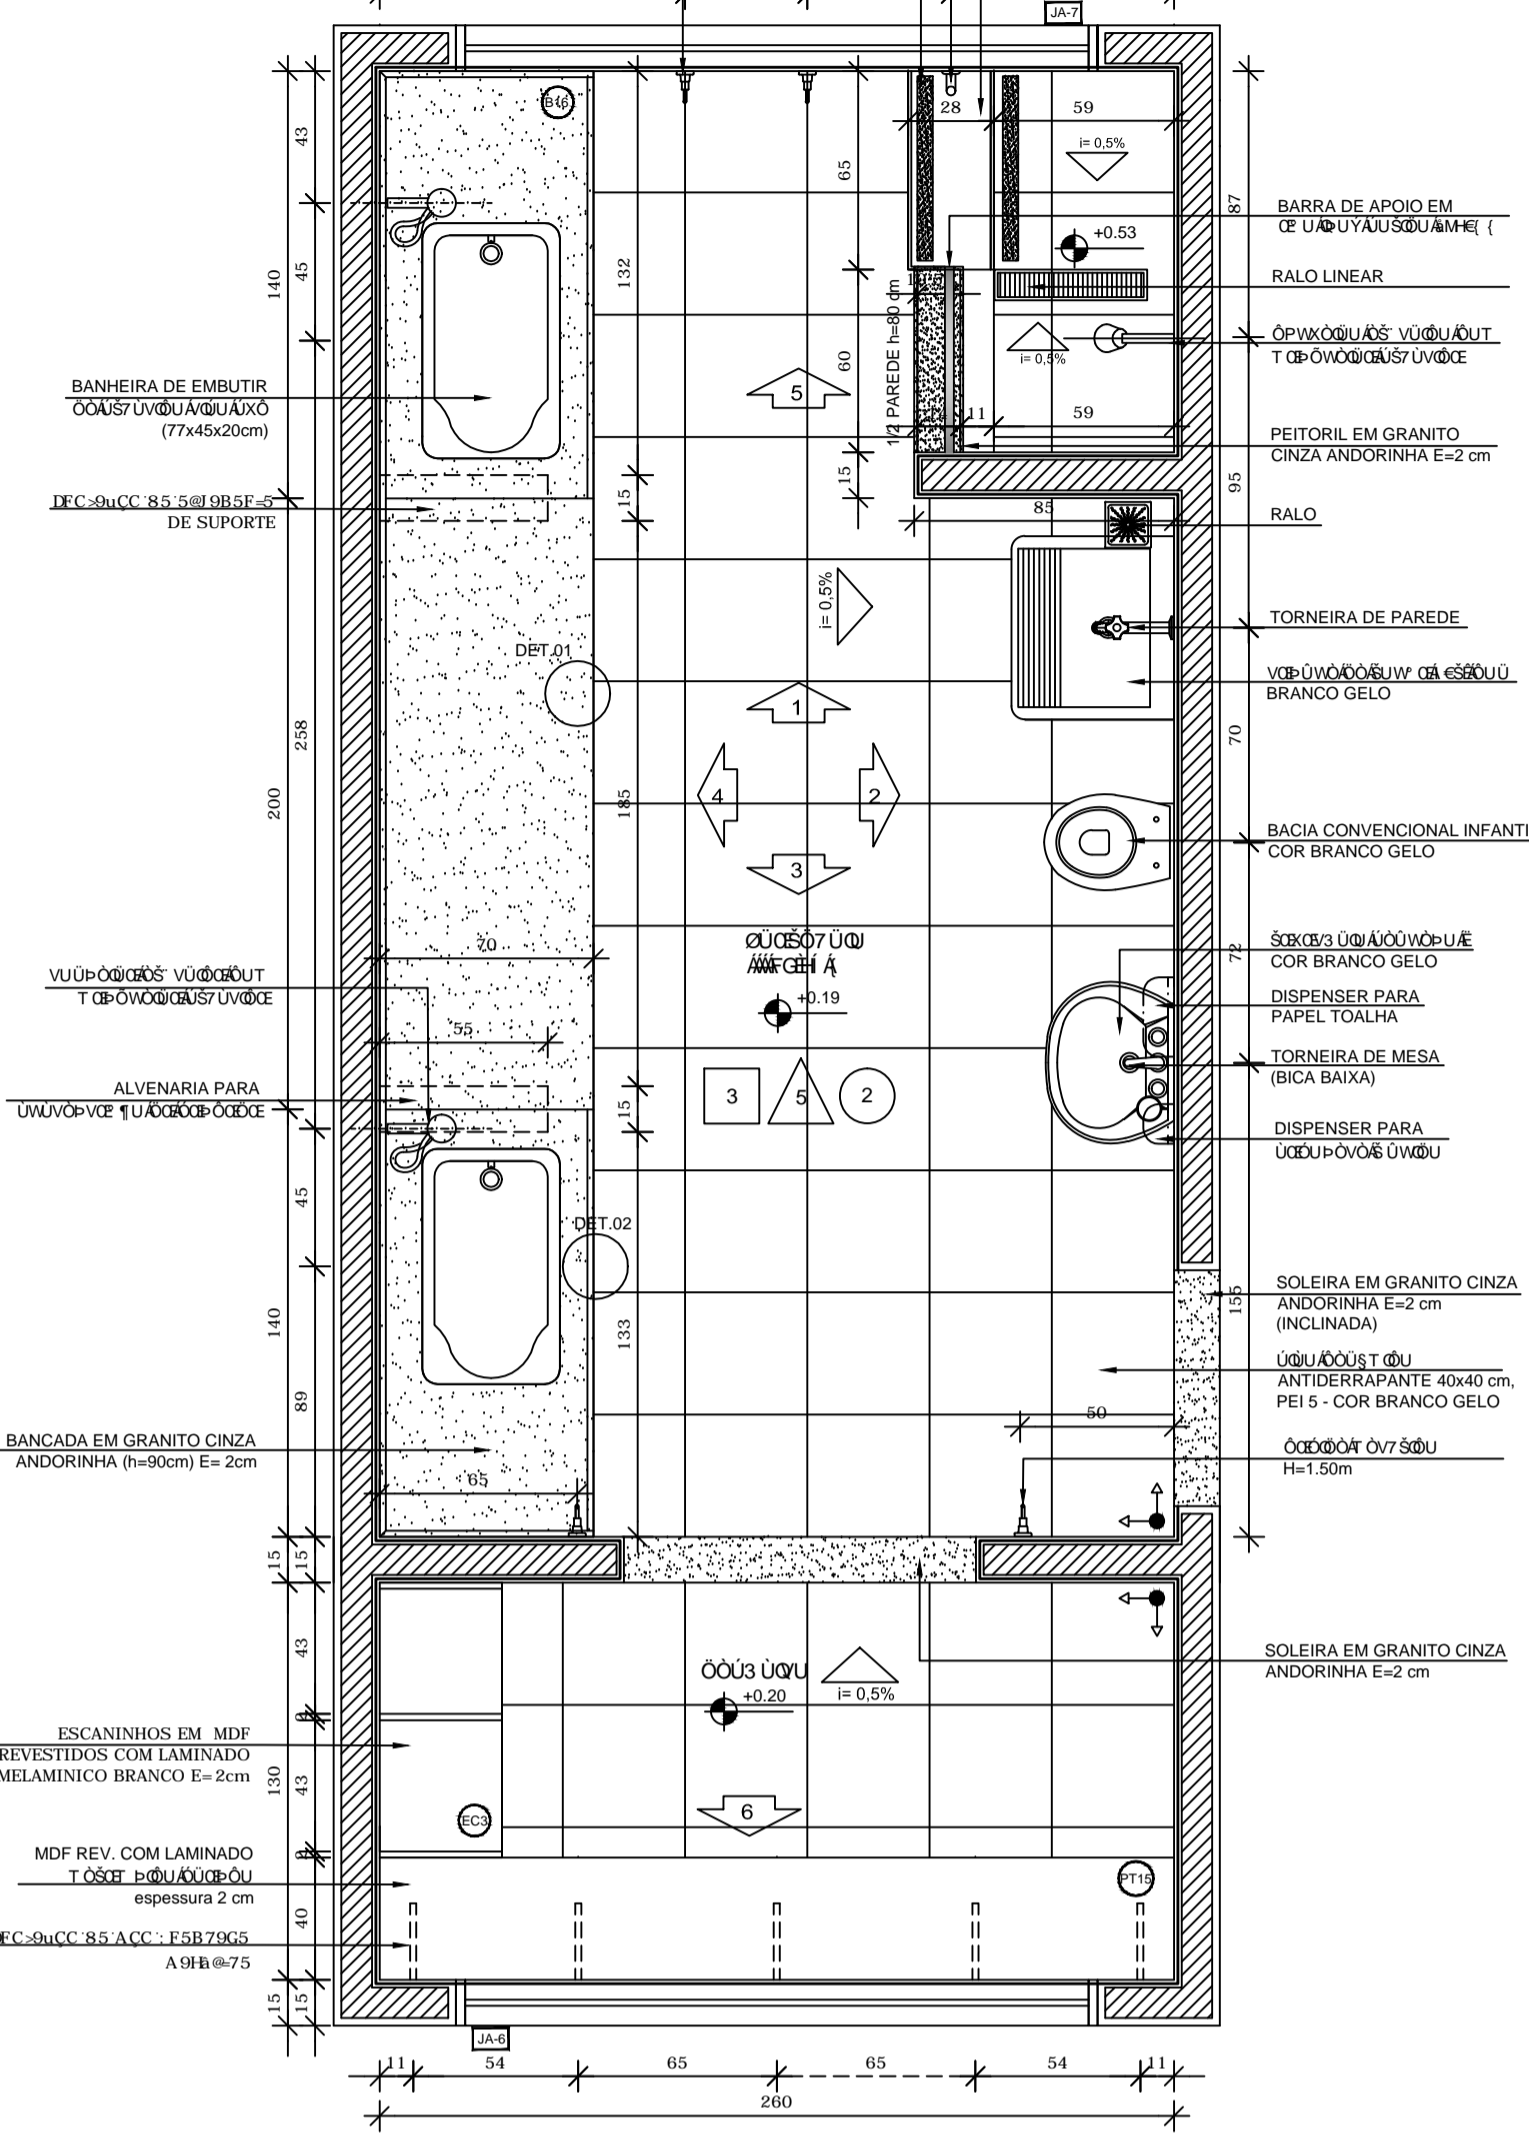 JA-7
B16
28
59
i= 0,5%
43
65
87
BARRA DE APOIO EM
+0.53
140
45
132
RALO LINEAR
1/2 PAREDE h=80 cm
60
i= 0,5%
BANHEIRA DE EMBUTIR
(77x45x20cm)
5
11
59
PEITORIL EM GRANITO
CINZA ANDORINHA E=2 cm
15
15
95
85
DE SUPORTE
RALO
i= 0,5%
TORNEIRA DE PAREDE
DET.01
BRANCO GELO
258
1
70
200
4
2
185
BACIA CONVENCIONAL INFANTI
COR BRANCO GELO
3
70
72
COR BRANCO GELO
+0.19
DISPENSER PARA
PAPEL TOALHA
55
TORNEIRA DE MESA
(BICA BAIXA)
ALVENARIA PARA
3
5
2
15
DISPENSER PARA
45
DET.02
SOLEIRA EM GRANITO CINZA
ANDORINHA E=2 cm
(INCLINADA)
155
140
133
ANTIDERRAPANTE 40x40 cm,
PEI 5 - COR BRANCO GELO
89
50
BANCADA EM GRANITO CINZA
ANDORINHA (h=90cm) E= 2cm
H=1.50m
65
15
15
43
SOLEIRA EM GRANITO CINZA
ANDORINHA E=2 cm
+0.20
i= 0,5%
ESCANINHOS EM MDF
REVESTIDOS COM LAMINADO
MELAMINICO BRANCO E=2cm
130
43
6
EC3
MDF REV. COM LAMINADO
espessura 2 cm
PT15
40
15
15
JA-6
11
54
65
65
54
11
260